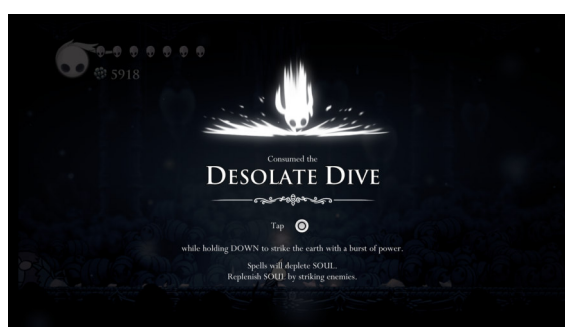 5918
Consumed the
DESOLATE DIVE
Tap
while holding DOWN to strike the earth with a burst of power.
Spells will deplete SOUL.
Replenish SOUL by striking enemies.